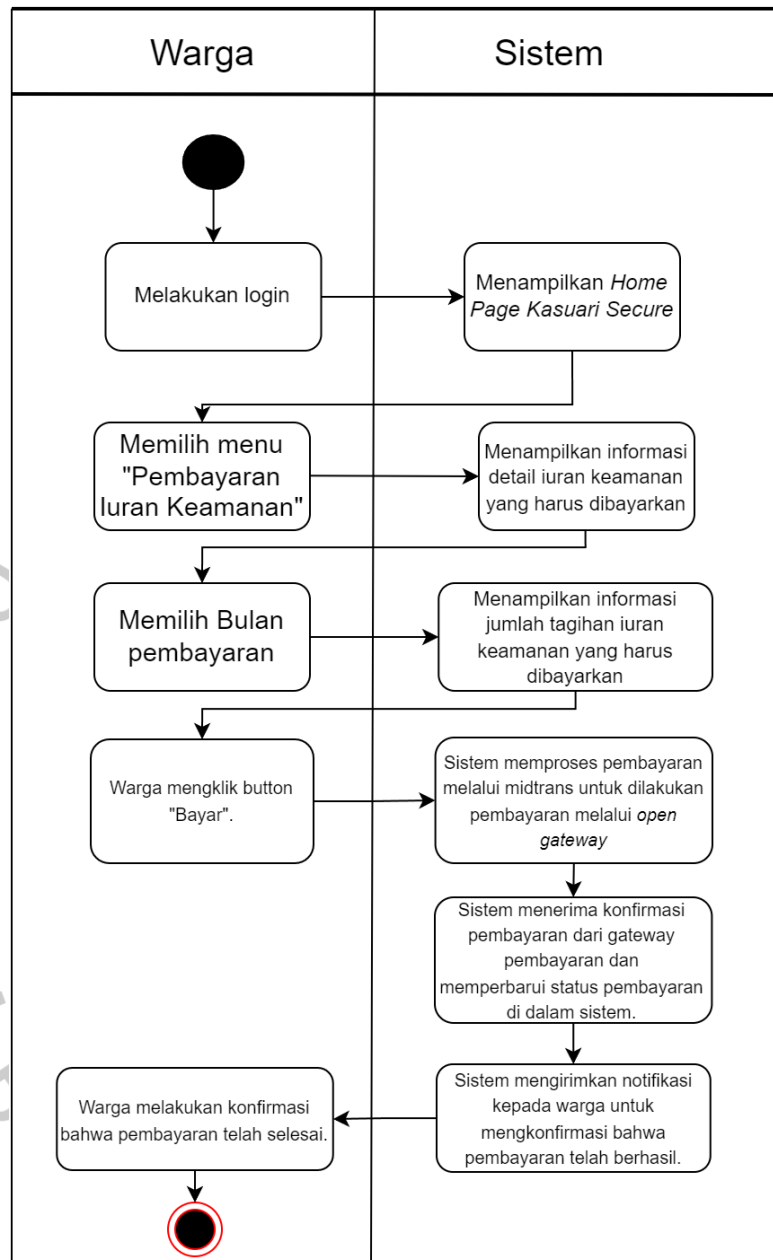 Warga
Sistem
Melakukan login
Menampilkan Home
Page Kasuari Secure
Memilih menu
"Pembayaran
Iuran Keamanan"
Menampilkan informasi
detail iuran keamanan
yang harus dibayarkan
Memilih Bulan
pembayaran
Menampilkan informasi
jumlah tagihan iuran
keamanan yang harus
dibayarkan
Warga mengklik button
"Bayar".
Sistem memproses pembayaran
melalui midtrans untuk dilakukan
pembayaran melalui open
gateway
Sistem menerima konfirmasi
pembayaran dari gateway
pembayaran dan
memperbarui status pembayaran
di dalam sistem.
Sistem mengirimkan notifikasi
kepada warga untuk
mengkonfirmasi bahwa
pembayaran telah berhasil.
Warga melakukan konfirmasi
bahwa pembayaran telah selesai.